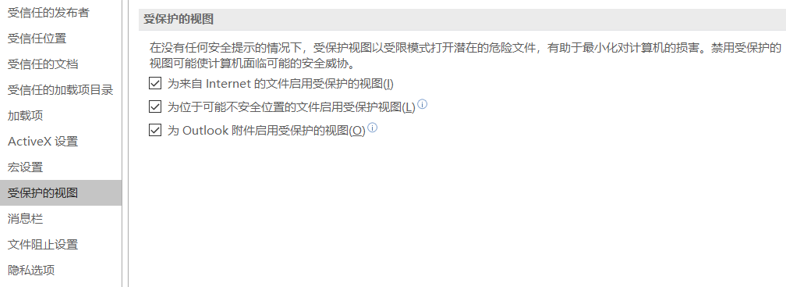 受信任的发布者
受信任位置
受信任的文档
受信任的加载项目录
加载项
ActiveX 设置
宏设置
受保护的视图
消息栏
文件阻止设置
隐私选项
受保护的视图
在没有任何安全提示的情况下，受保护视图以受限模式打开潜在的危险文件，有助于最小化对计算机的损害。禁用受保护的
视图可能使计算机面临可能的安全威胁。
为来自 Internet 的文件启用受保护的视图(I)
为位于可能不安全位置的文件启用受保护视图(L)
为 Outlook 附件启用受保护的视图(O)